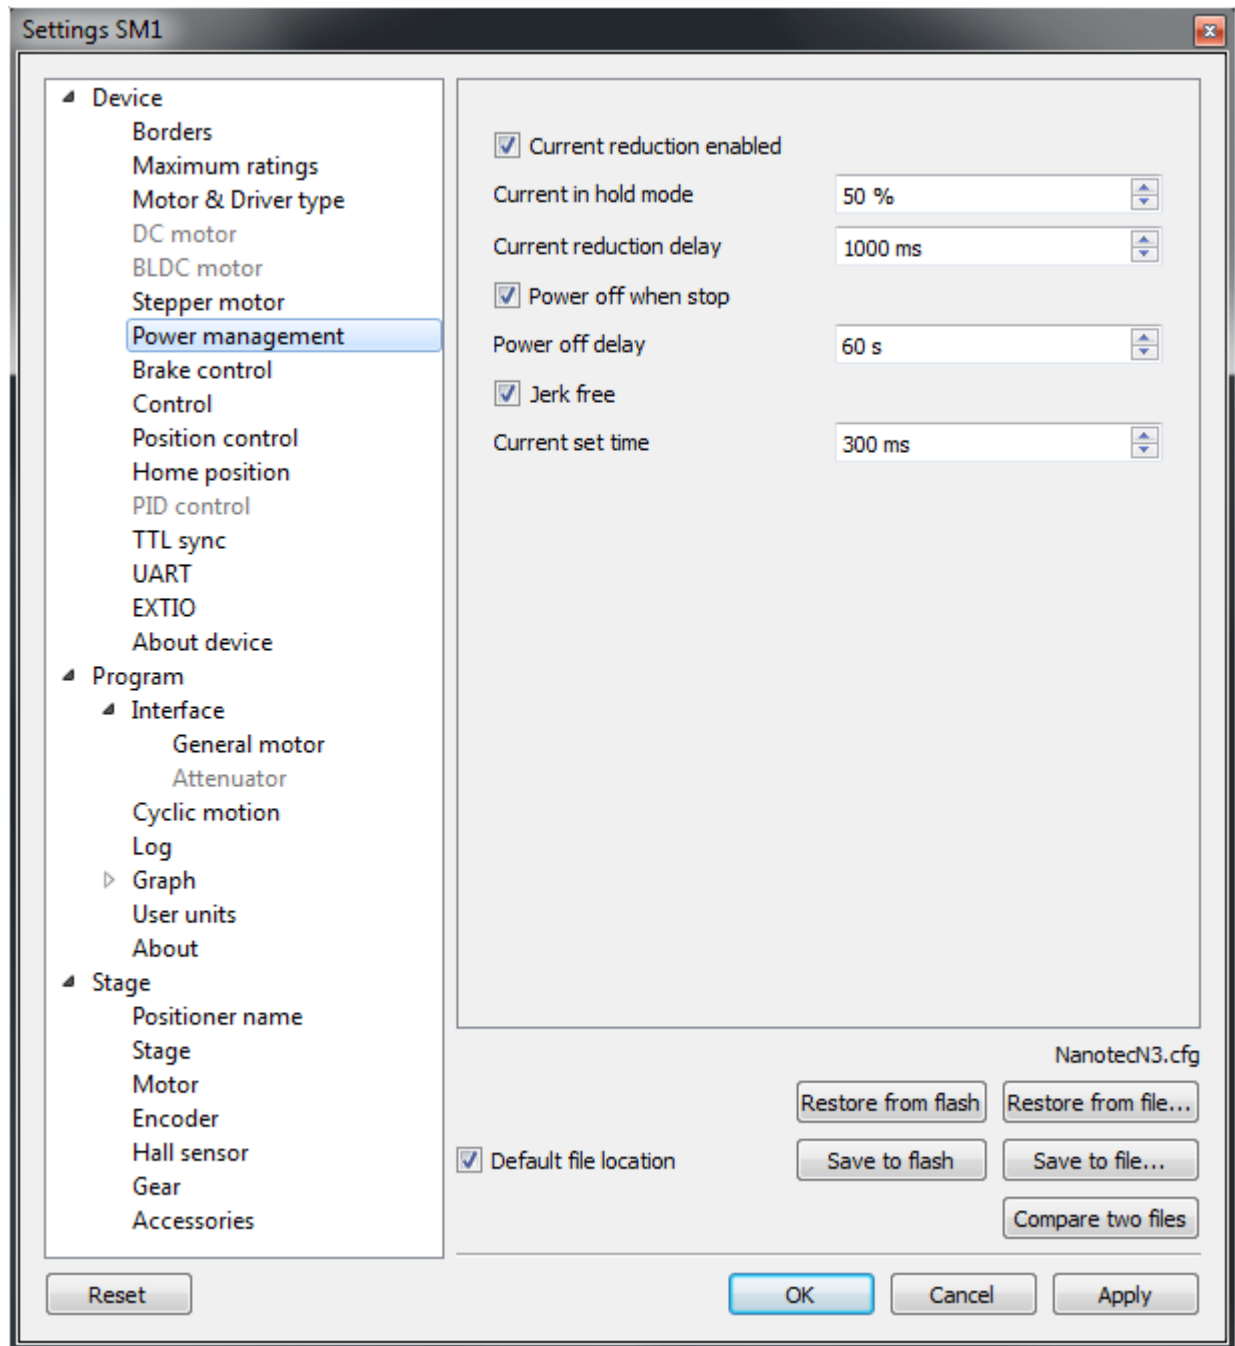 Settings SM1
Device
Borders
Maximum ratings
Motor & Driver type
DC motor
BLDC motor
Stepper motor
Power management
Brake control
Control
Position control
Home position
PID control
TTL sync
UART
EXTIO
About device
Program
Interface
General motor
Attenuator
Cyclic motion
Log
Graph
User units
About
Stage
Positioner name
Stage
Motor
Encoder
Hall sensor
Gear
Accessories
Current reduction enabled
Current in hold mode 50 %
Current reduction delay 1000 ms
Power off when stop
Power off delay 60 s
Jerk free
Current set time 300 ms
NanotecN3.cfg
Restore from flash Restore from file...
Default file location Save to flash Save to file...
Compare two files
Reset OK Cancel Apply